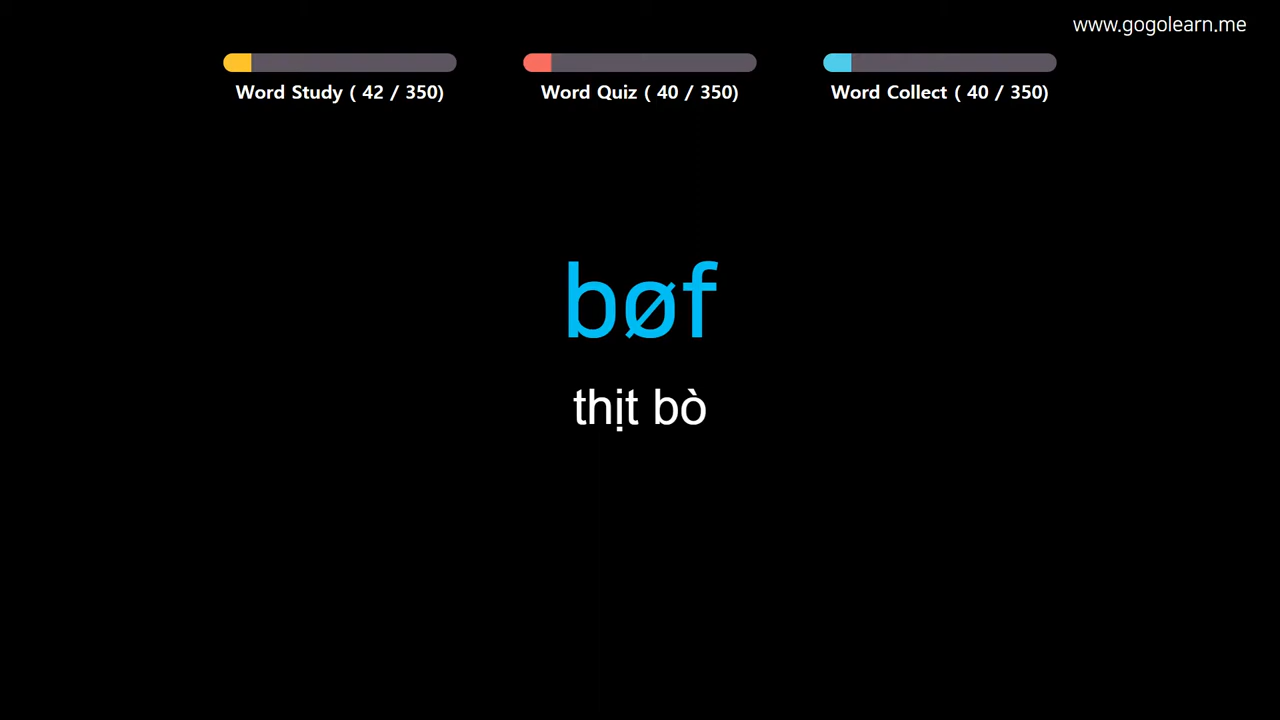 www.gogolearn.me
Word Study ( 42 / 350)
Word Quiz ( 40 / 350)
Word Collect ( 40 / 350)
bøf
thịt bò